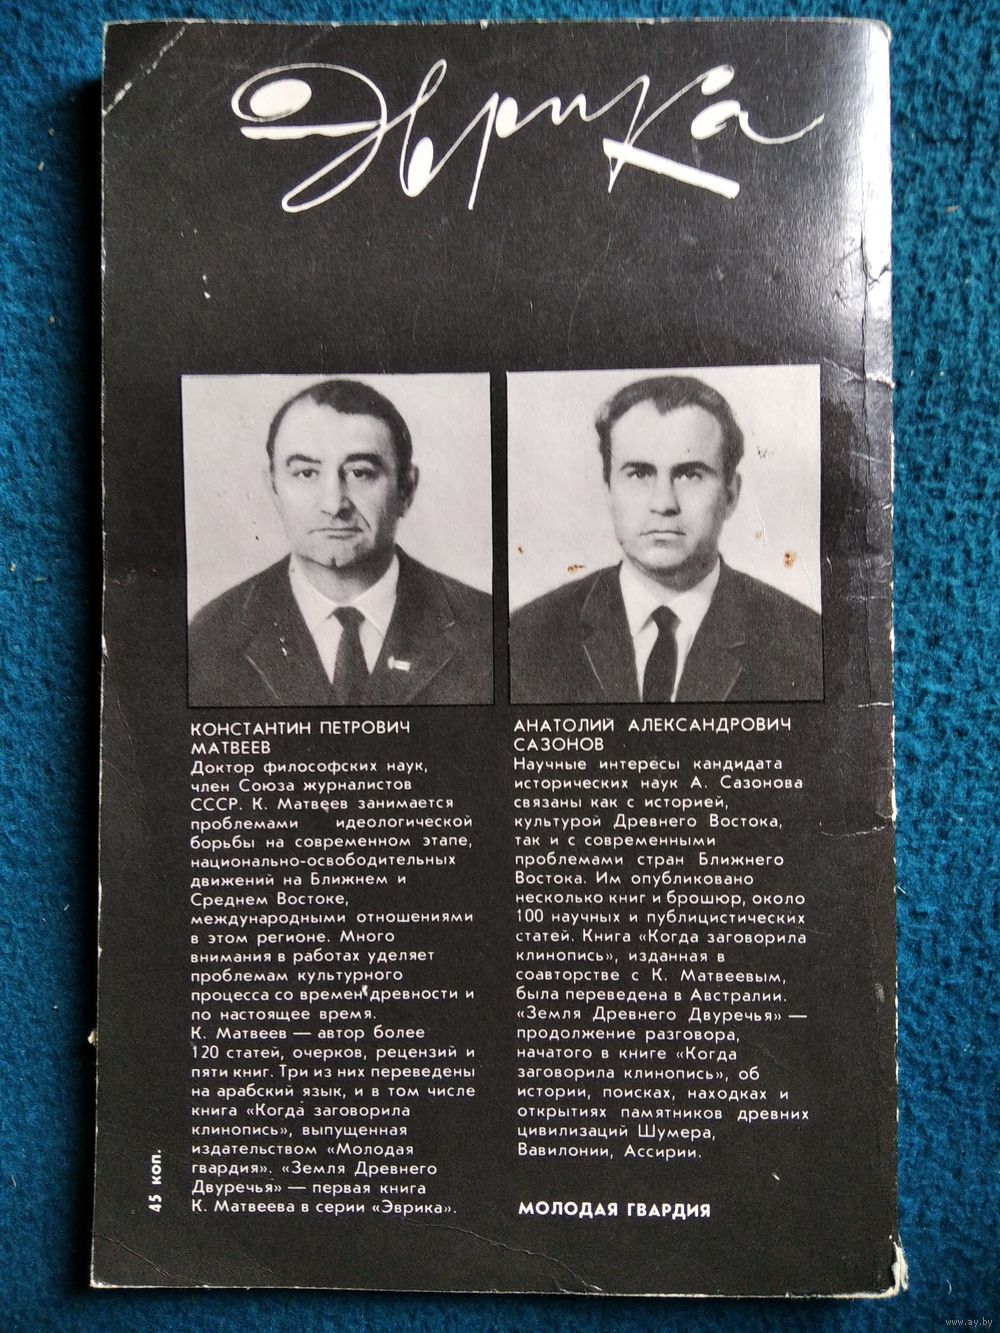 Эврика
КОНСТАНТИН ПЕТРОВИЧ
МАТВЕЕВ
Доктор философских наук,
член Союза журналистов
СССР. К. Матвеев занимается
проблемами идеологической
борьбы на современном этапе,
национально-освободительных
движений на Ближнем и
Среднем Востоке,
международными отношениями
в этом регионе. Много
внимания в работах уделяет
проблемам культурного
процесса со времен древности и
по настоящее время.
К. Матвеев — автор более
120 статей, очерков, рецензий и
пяти книг. Три из них переведены
на арабский язык, и в том числе
книга «Когда заговорила
клинопись», выпущенная
издательством «Молодая
гвардия». «Земля Древнего
Двуречья» — первая книга
К. Матвеева в серии «Эврика».
АНАТОЛИЙ АЛЕКСАНДРОВИЧ
САЗОНОВ
Научные интересы кандидата
исторических наук А. Сазонова
связаны как с историей,
культурой Древнего Востока,
так и с современными
проблемами стран Ближнего
Востока. Им опубликовано
несколько книг и брошюр, около
100 научных и публицистических
статей. Книга «Когда заговорила
клинопись», изданная в
соавторстве с К. Матвеевым,
была переведена в Австралии.
«Земля Древнего Двуречья» —
продолжение разговора,
начатого в книге «Когда
заговорила клинопись», об
истории, поисках, находках и
открытиях памятников древних
цивилизаций Шумера,
Вавилонии, Ассирии.
45 коп.
МОЛОДАЯ ГВАРДИЯ
www.ay.by